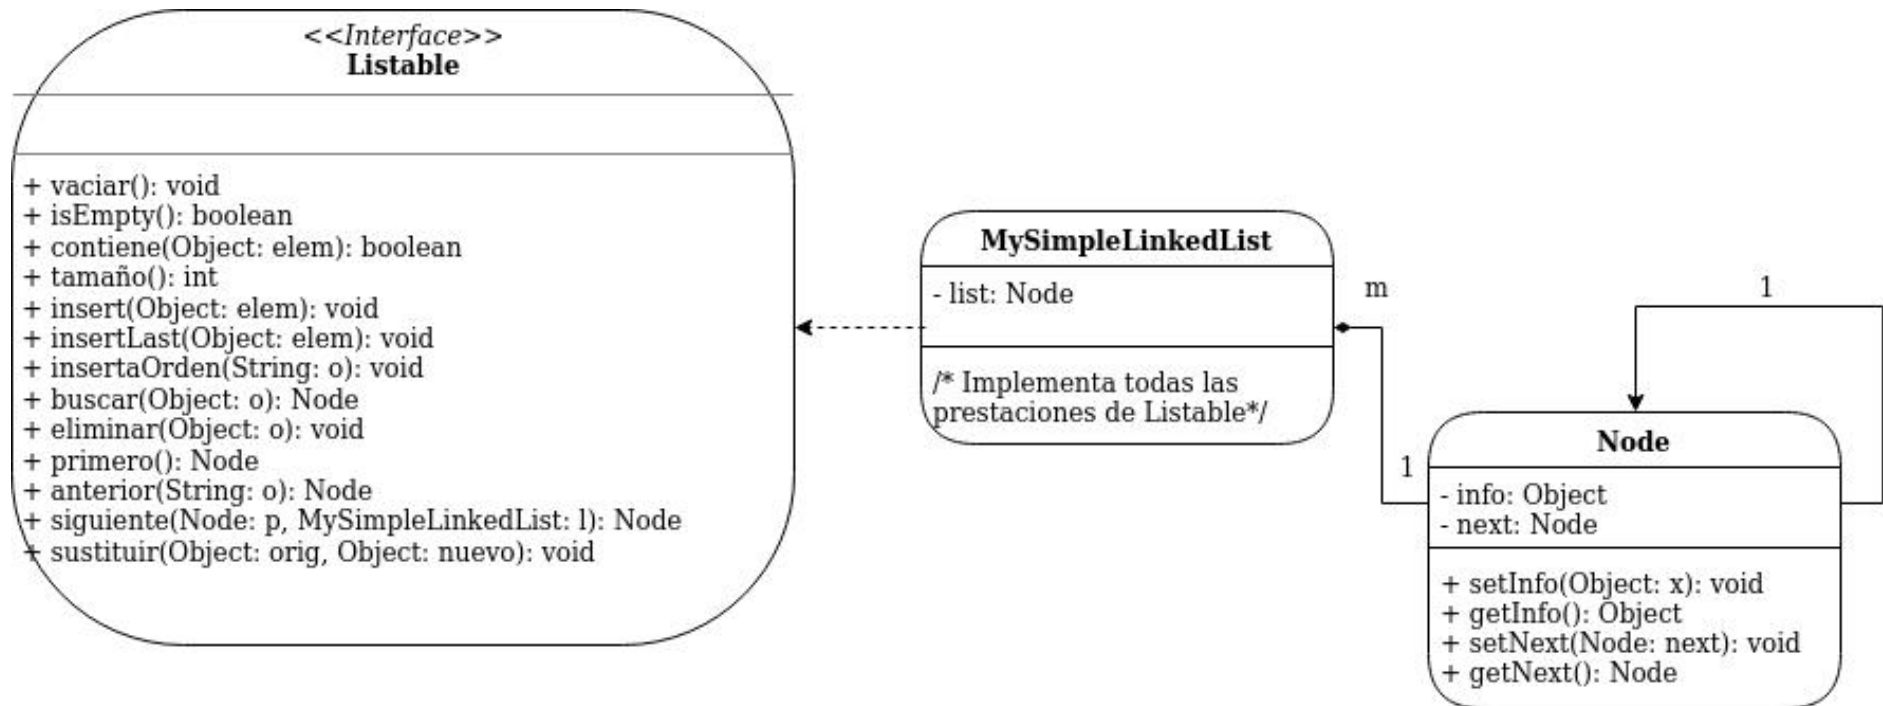 <<Interface>>
Listable
+ vaciar(): void
+ isEmpty(): boolean
+ contiene(Object: elem): boolean
+ tamaño(): int
+ insert(Object: elem): void
+ insertLast(Object: elem): void
+ insertaOrden(String: o): void
+ buscar(Object: o): Node
+ eliminar(Object: o): void
+ primero(): Node
+ anterior(String: o): Node
+ siguiente(Node: p, MySimpleLinkedList: l): Node
+ sustituir(Object: orig, Object: nuevo): void
MySimpleLinkedList
- list: Node
/* Implementa todas las
prestaciones de Listable*/
m
1
1
Node
- info: Object
- next: Node
+ setInfo(Object: x): void
+ getInfo(): Object
+ setNext(Node: next): void
+ getNext(): Node